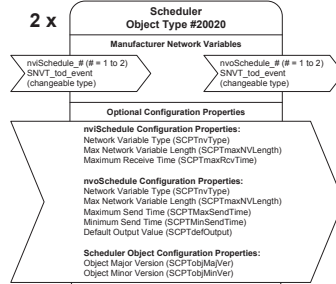 2 x
Scheduler
Object Type #20020
Manufacturer Network Variables
nviSchedule_# (# = 1 to 2)
SNVT_tod_event
(changeable type)
nvoSchedule_# (# = 1 to 2)
SNVT_tod_event
(changeable type)
Optional Configuration Properties
nviSchedule Configuration Properties:
Network Variable Type (SCPTnvType)
Max Network Variable Length (SCPTmaxNVLength)
Maximum Receive Time (SCPTmaxRcvTime)
nvoSchedule Configuration Properties:
Network Variable Type (SCPTnvType)
Max Network Variable Length (SCPTmaxNVLength)
Maximum Send Time (SCPTMaxSendTime)
Minimum Send Time (SCPTMinSendTime)
Default Output Value (SCPTdefOutput)
Scheduler Object Configuration Properties:
Object Major Version (SCPTobjMajVer)
Object Minor Version (SCPTobjMinVer)